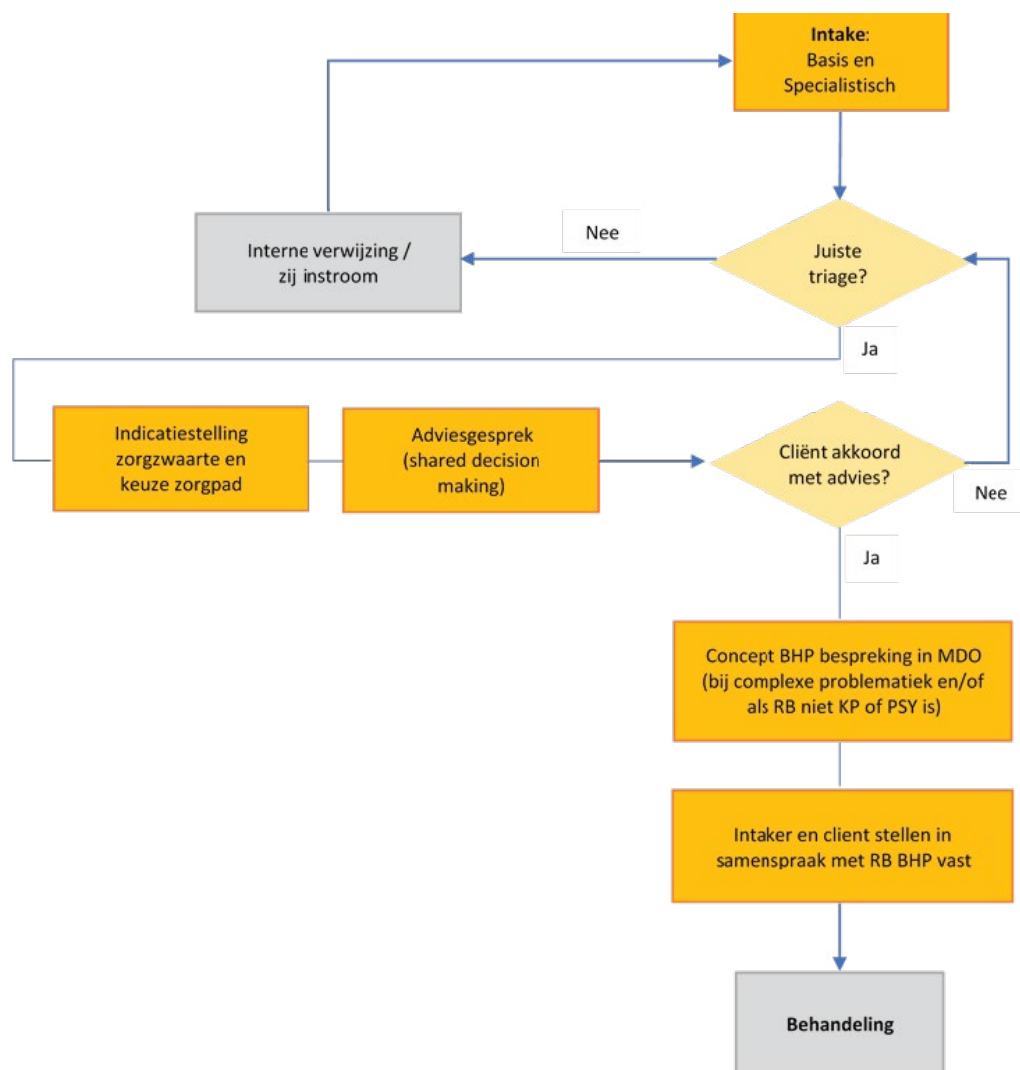 Intake:
Basis en
Specialistisch
Nee
Interne verwijzing /
zij instroom
Juiste
triage?
Ja
Indicatiestelling
zorgzwaarte en
keuze zorgpad
Adviesgesprek
(shared decision
making)
Cliënt akkoord
met advies?
Nee
Ja
Concept BHP bespreking in MDO
(bij complexe problematiek en/of
als RB niet KP of PSY is)
Intaker en client stellen in
samenspraak met RB BHP vast
Behandeling